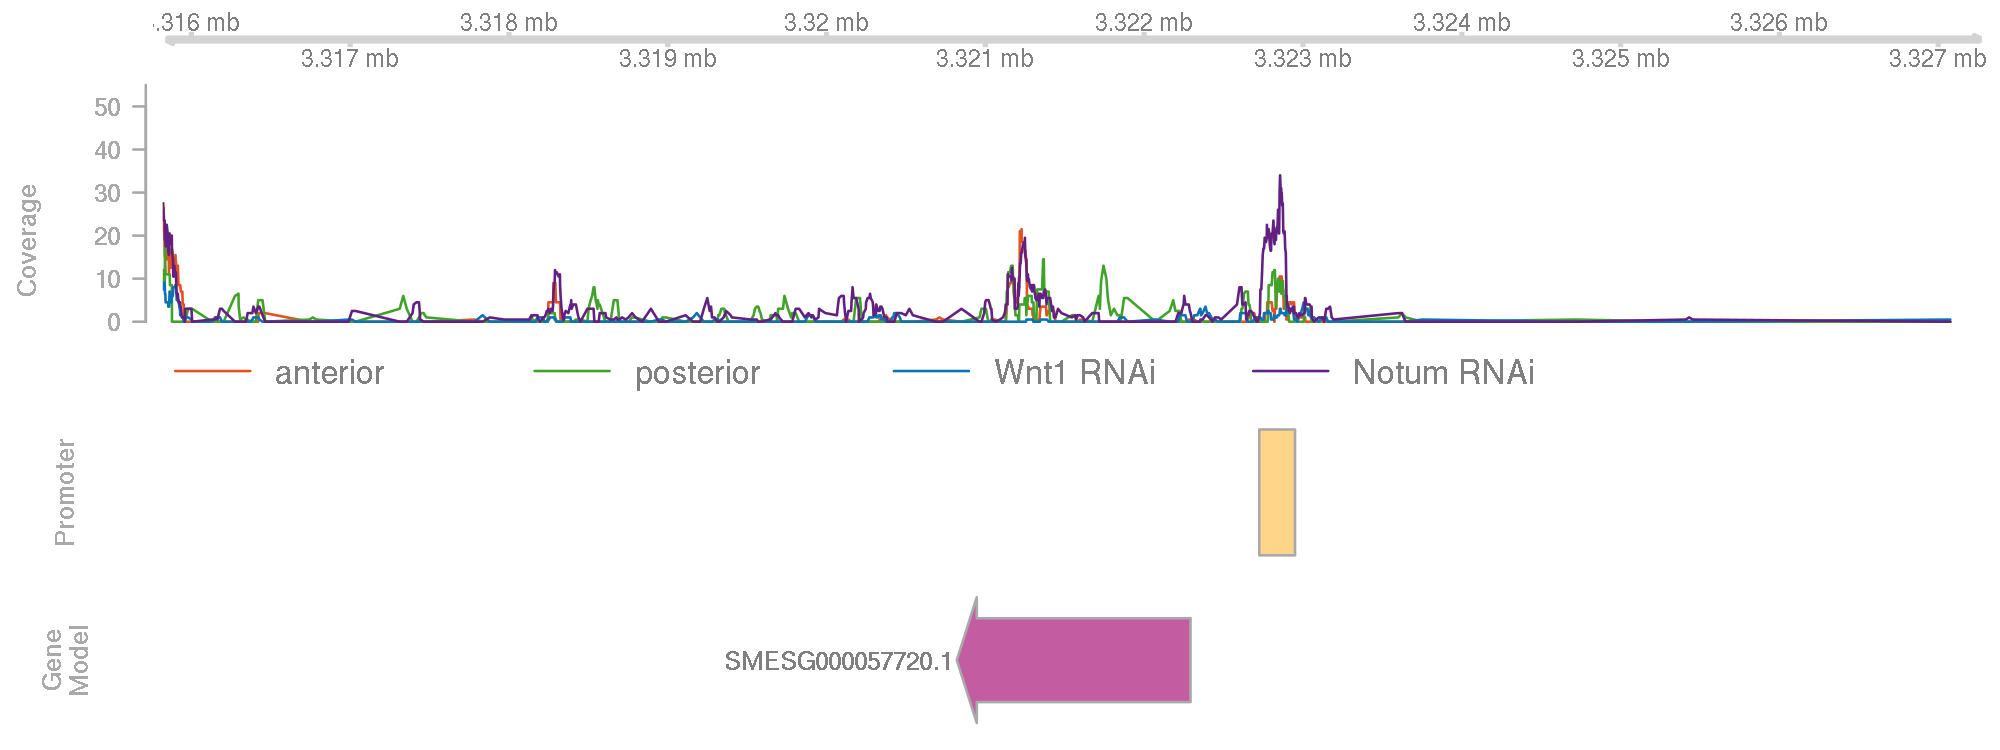 .316 mb 3.318 mb 3.32 mb 3.322 mb 3.324 mb 3.326 mb
3.317 mb 3.319 mb 3.321 mb 3.323 mb 3.325 mb 3.327 mb
Coverage
50
40
30
20
10
0
anterior posterior Wnt1 RNAi Notum RNAi
Promoter
Gene
Model
SMESG000057720.1